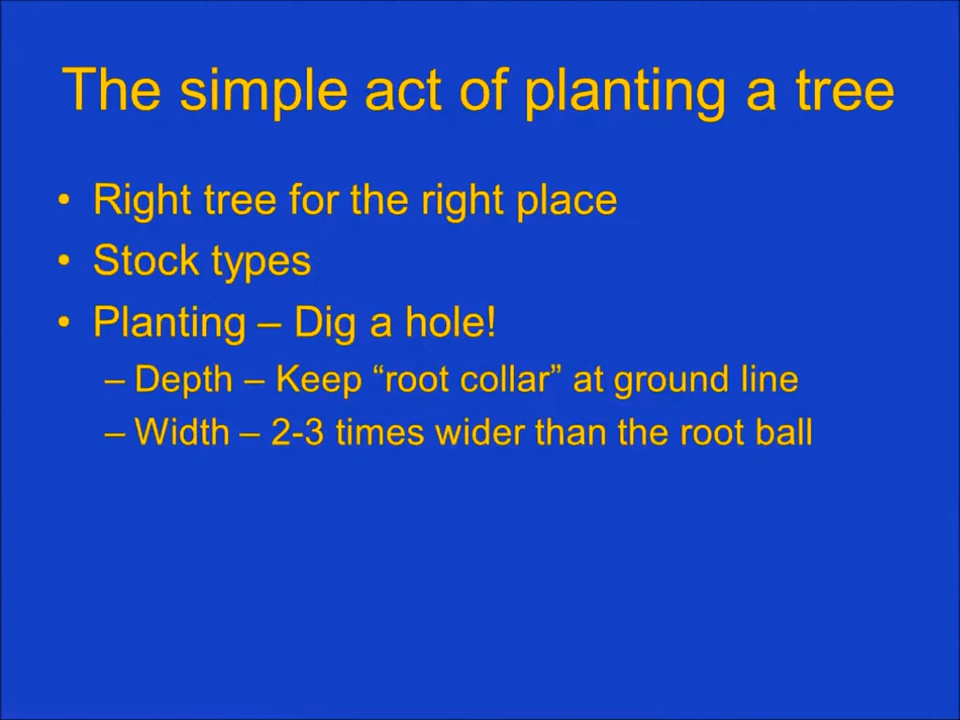 The simple act of planting a tree
• Right tree for the right place
• Stock types
• Planting – Dig a hole!
– Depth – Keep “root collar” at ground line
– Width – 2-3 times wider than the root ball